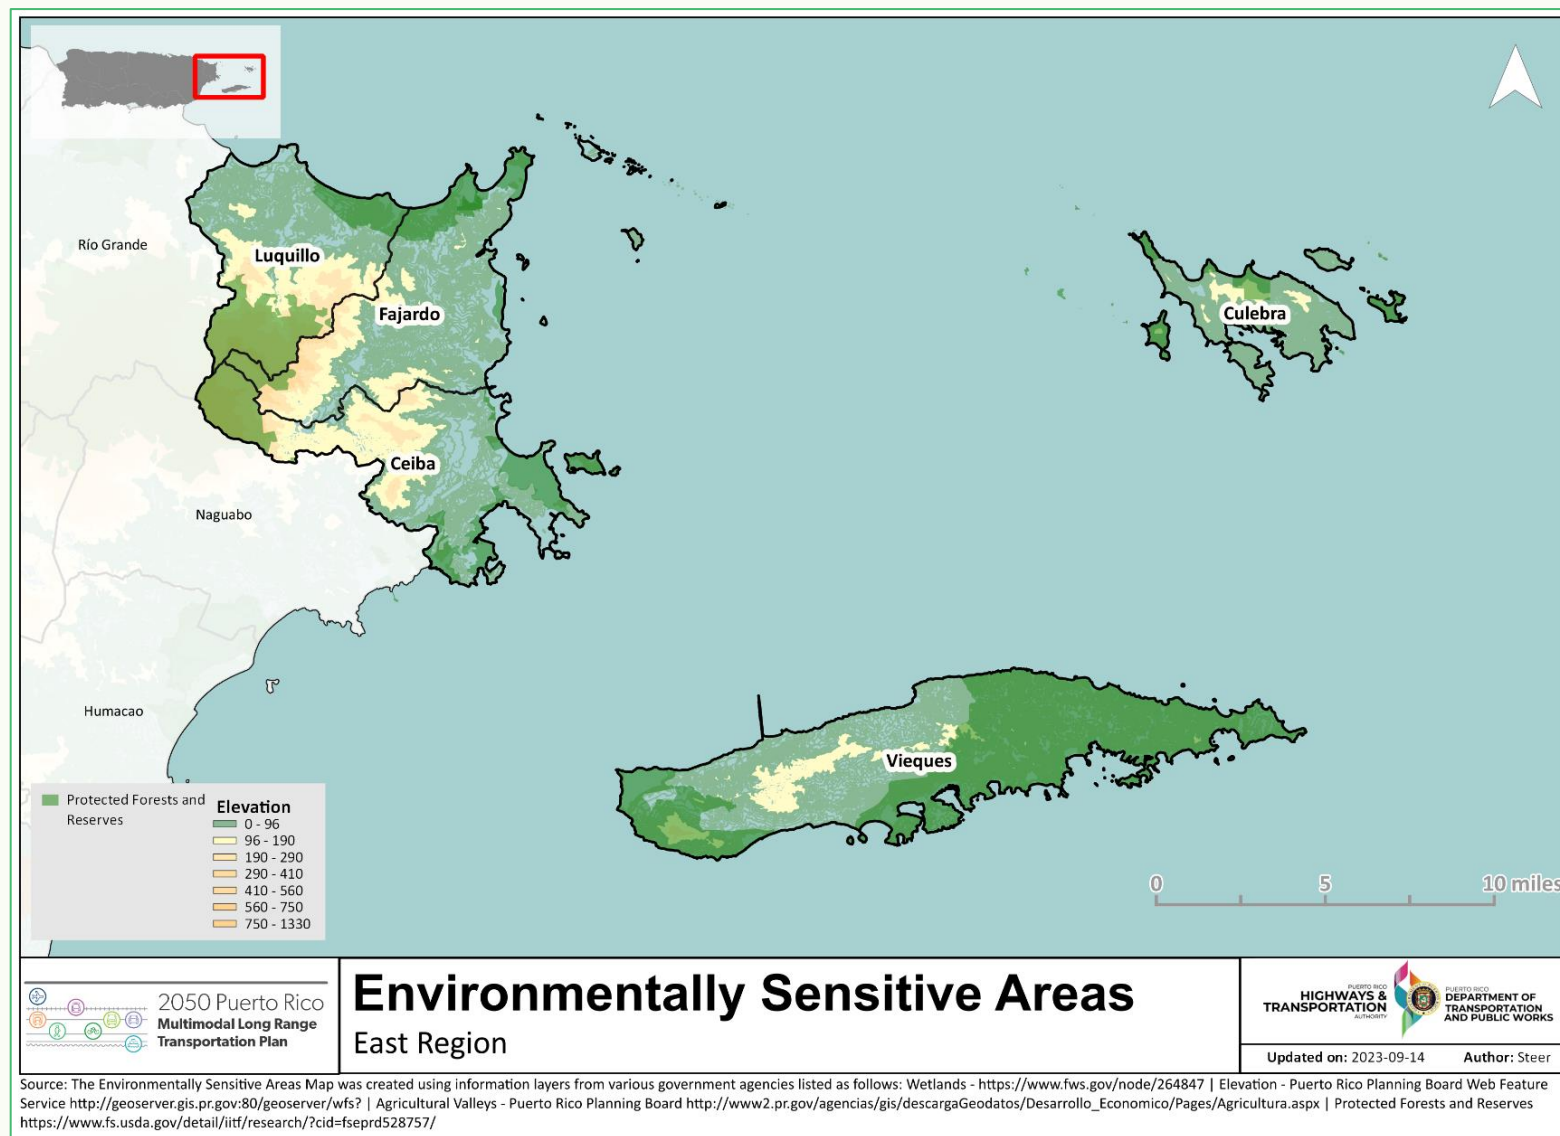 Río Grande
Luquillo
Fajardo
Culebra
Ceiba
Naguabo
Humacao
Vieques
Protected Forests and
Reserves
Elevation
0 - 96
96 - 190
190 - 290
290 - 410
410 - 560
560 - 750
750 - 1330
0 5 10 miles
2050 Puerto Rico
Multimodal Long Range
Transportation Plan
Environmentally Sensitive Areas
East Region
PUERTO RICO
HIGHWAYS &
TRANSPORTATION
AUTHORITY
PUERTO RICO
DEPARTMENT OF
TRANSPORTATION
AND PUBLIC WORKS
Updated on: 2023-09-14 Author: Steer
Source: The Environmentally Sensitive Areas Map was created using information layers from various government agencies listed as follows: Wetlands - https://www.fws.gov/node/264847 | Elevation - Puerto Rico Planning Board Web Feature
Service http://geoserver.gis.pr.gov:80/geoserver/wfs? | Agricultural Valleys - Puerto Rico Planning Board http://www2.pr.gov/agencias/gis/descargaGeodatos/Desarrollo_Economico/Pages/Agricultura.aspx | Protected Forests and Reserves
https://www.fs.usda.gov/detail/iitf/research/?cid=fseprd528757/